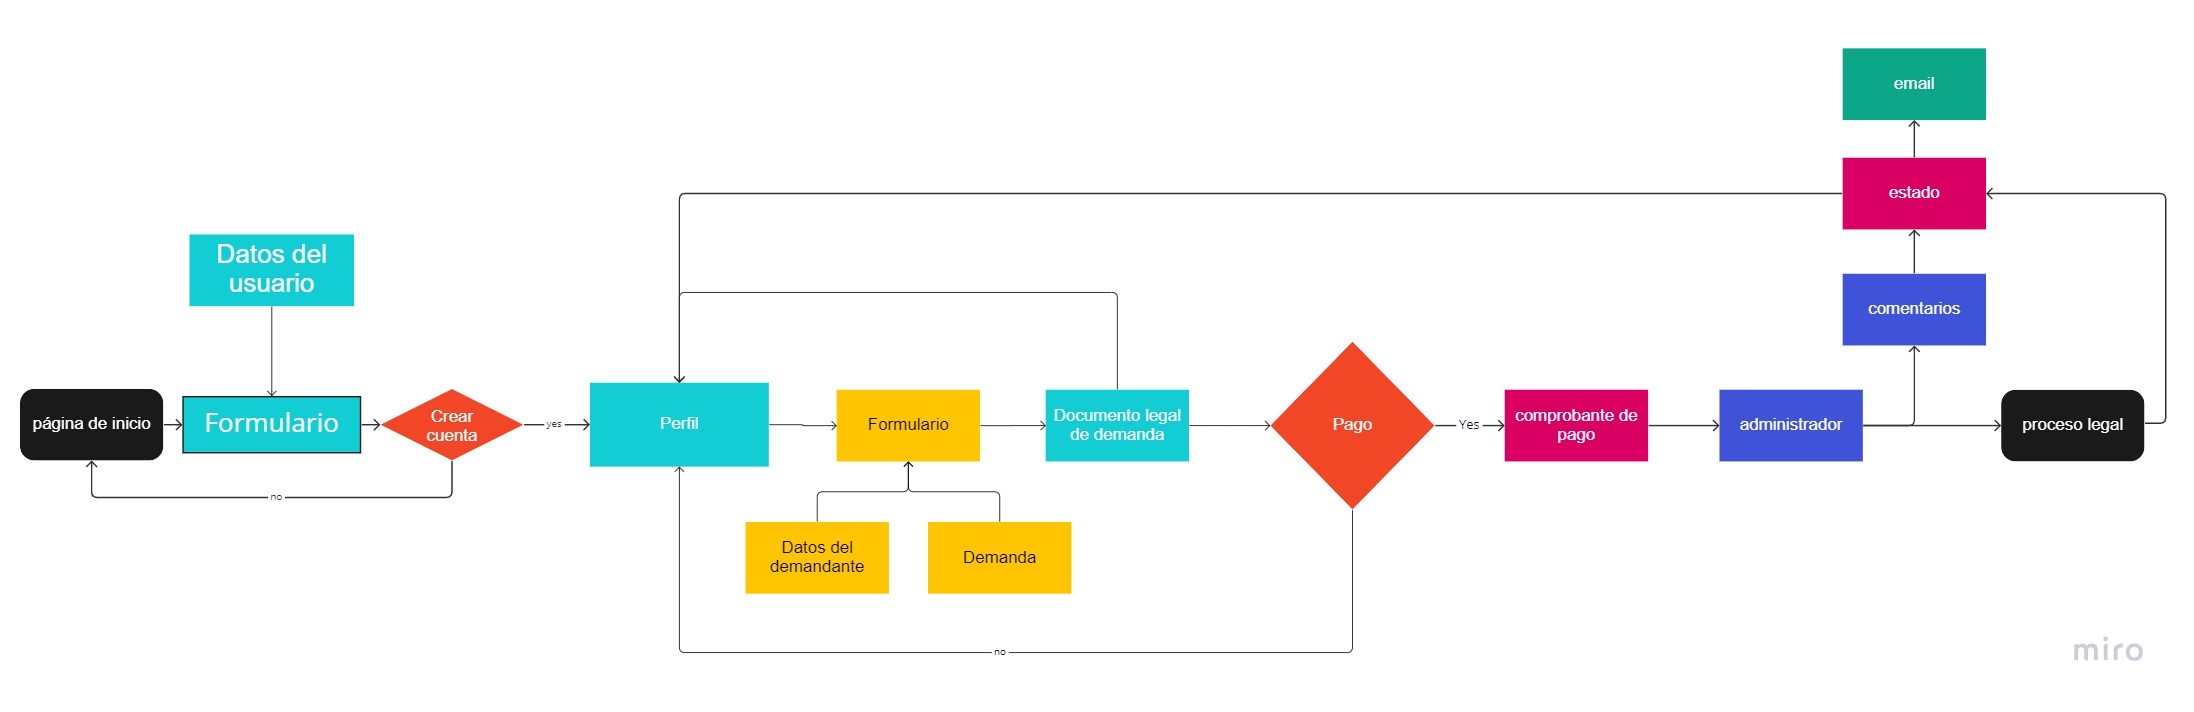 email
estado
Datos del
usuario
comentarios
página de inicio
Formulario
Crear
cuenta
yes
Perfil
Formulario
Documento legal
de demanda
Pago
Yes
comprobante de
pago
administrador
proceso legal
no
Datos del
demandante
Demanda
no
miro